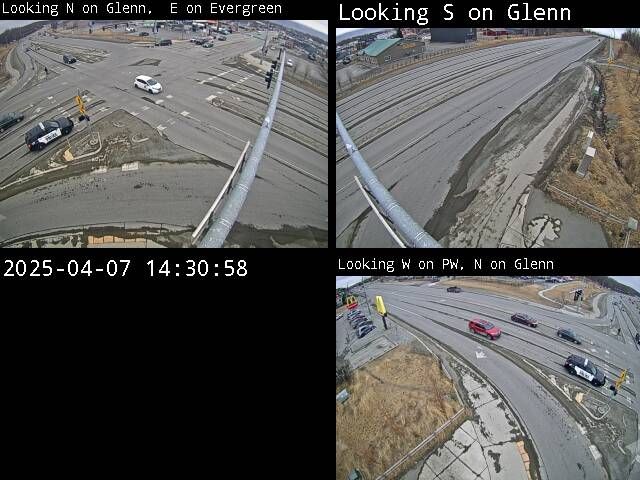 Looking N on Glenn,  E on Evergreen
Looking S on Glenn
2025-04-07 14:30:58
Looking W on PW, N on Glenn